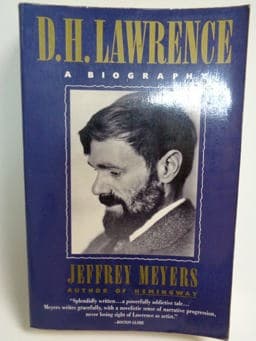 D.H. LAWRENCE
A BIOGRAPHY
JEFFREY MEYERS
AUTHOR OF HEMINGWAY
"Splendidly written...a powerfully addictive tale...
Meyers writes gracefully, with a novelistic sense of narrative progression,
never losing sight of Lawrence as artist."
—BOSTON GLOBE